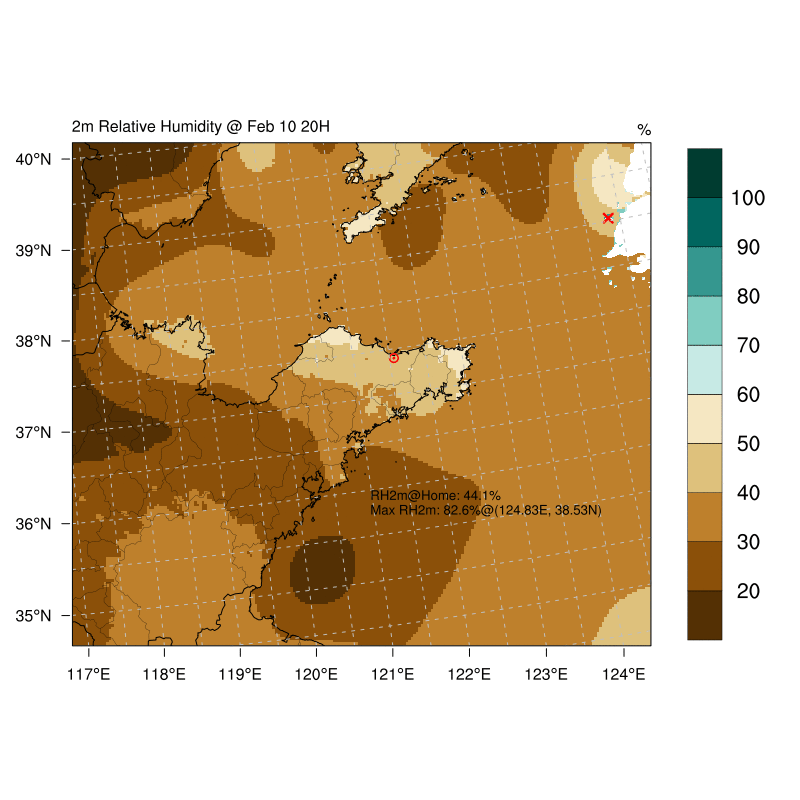 2m Relative Humidity @ Feb 10 20H
%
40°N
39°N
38°N
37°N
36°N
35°N
117°E
118°E
119°E
120°E
121°E
122°E
123°E
124°E
RH2m@Home: 44.1%
Max RH2m: 82.6%@(124.83E, 38.53N)
100
90
80
70
60
50
40
30
20